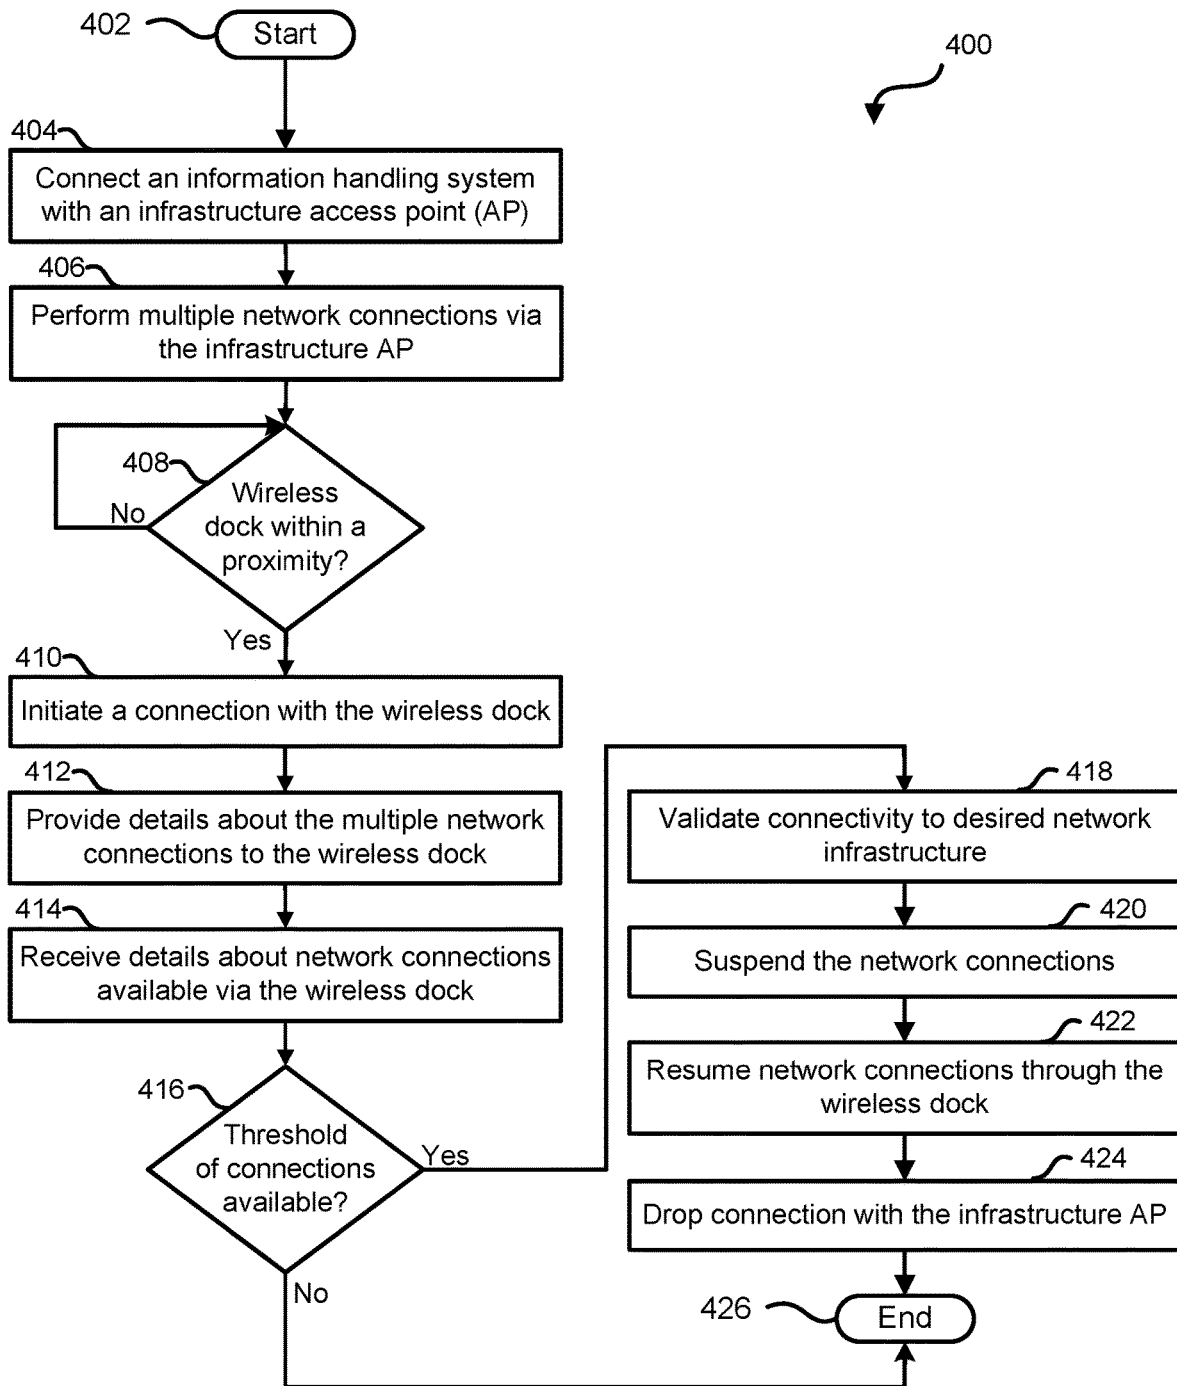 402
Start
400
404
Connect an information handling system
with an infrastructure access point (AP)
406
Perform multiple network connections via
the infrastructure AP
408
Wireless
dock within a
proximity?
No
Yes
410
Initiate a connection with the wireless dock
412
Provide details about the multiple network
connections to the wireless dock
414
Receive details about network connections
available via the wireless dock
416
Threshold
of connections
available?
Yes
No
418
Validate connectivity to desired network
infrastructure
420
Suspend the network connections
422
Resume network connections through the
wireless dock
424
Drop connection with the infrastructure AP
426
End